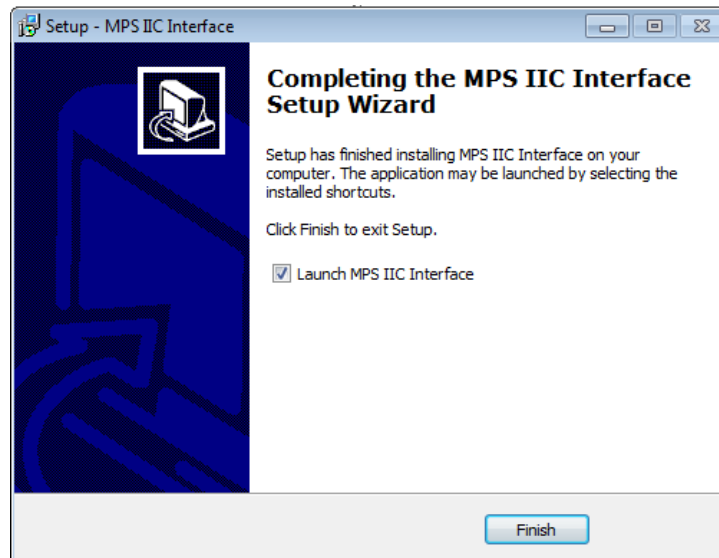 Setup - MPS IIC Interface
Completing the MPS IIC Interface
Setup Wizard
Setup has finished installing MPS IIC Interface on your
computer. The application may be launched by selecting the
installed shortcuts.
Click Finish to exit Setup.
Launch MPS IIC Interface
Finish